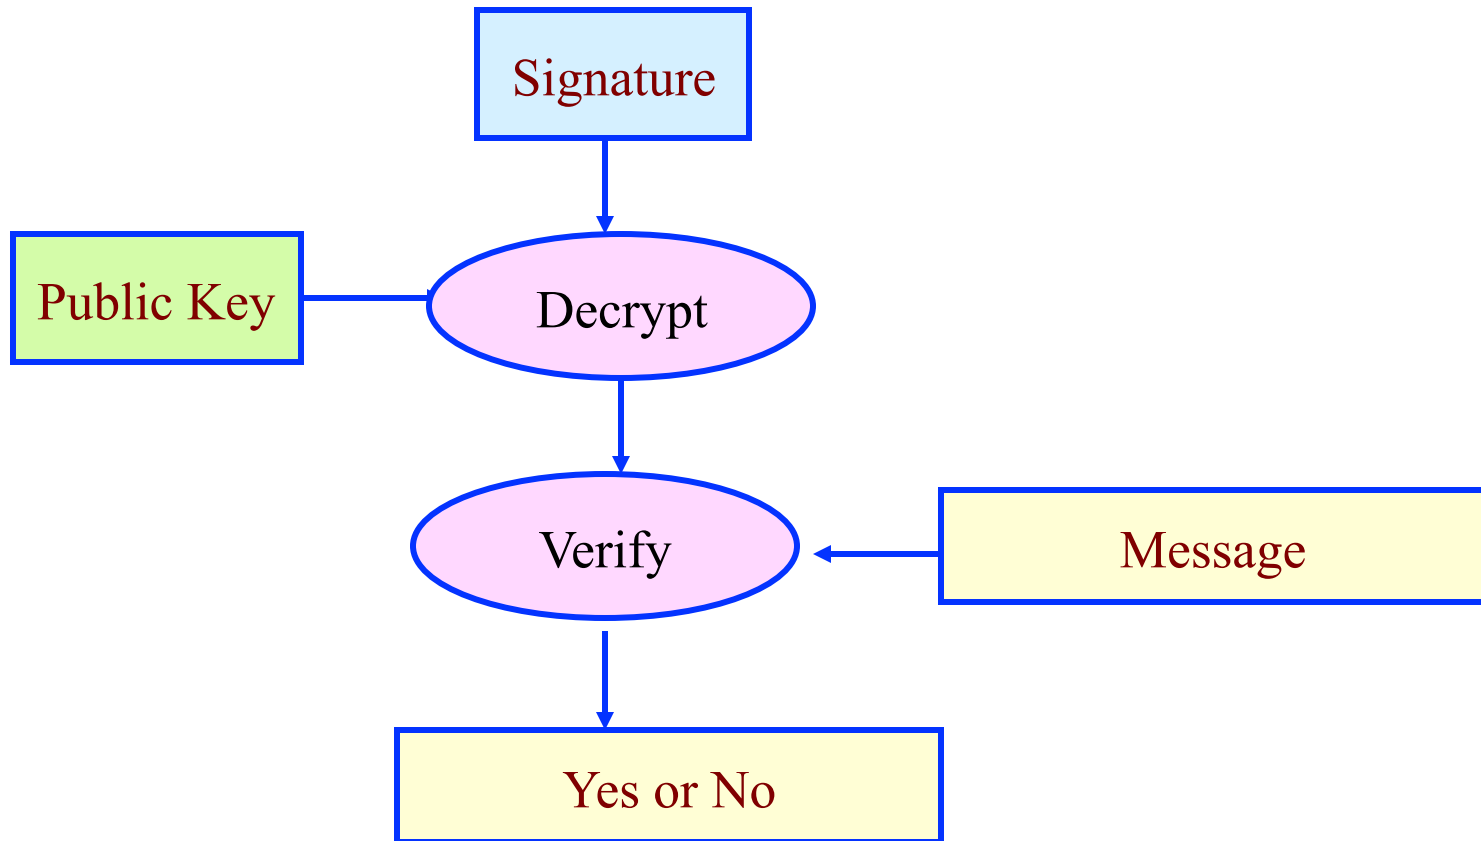 Signature
Public Key
Decrypt
Verify
Message
Yes or No